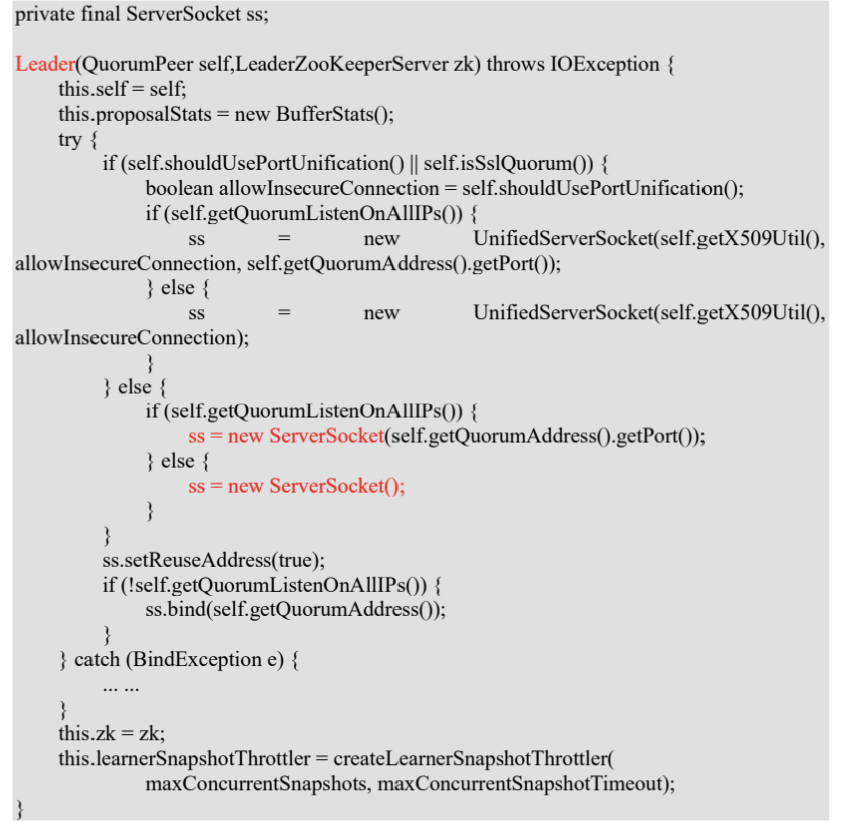 private final ServerSocket ss;
Leader(QuorumPeer self,LeaderZooKeeperServer zk) throws IOException {
this.self = self;
this.proposalStats = new BufferStats();
try {
if (self.shouldUsePortUnification() || self.isSslQuorum()) {
boolean allowInsecureConnection = self.shouldUsePortUnification();
if (self.getQuorumListenOnAllIPs()) {
ss = new UnifiedServerSocket(self.getX509Util(),
allowInsecureConnection, self.getQuorumAddress().getPort());
} else {
ss = new UnifiedServerSocket(self.getX509Util(),
allowInsecureConnection);
}
} else {
if (self.getQuorumListenOnAllIPs()) {
ss = new ServerSocket(self.getQuorumAddress().getPort());
} else {
ss = new ServerSocket();
}
}
ss.setReuseAddress(true);
if (!self.getQuorumListenOnAllIPs()) {
ss.bind(self.getQuorumAddress());
}
} catch (BindException e) {
... ...
}
this.zk = zk;
this.learnerSnapshotThrottler = createLearnerSnapshotThrottler(
maxConcurrentSnapshots, maxConcurrentSnapshotTimeout);
}